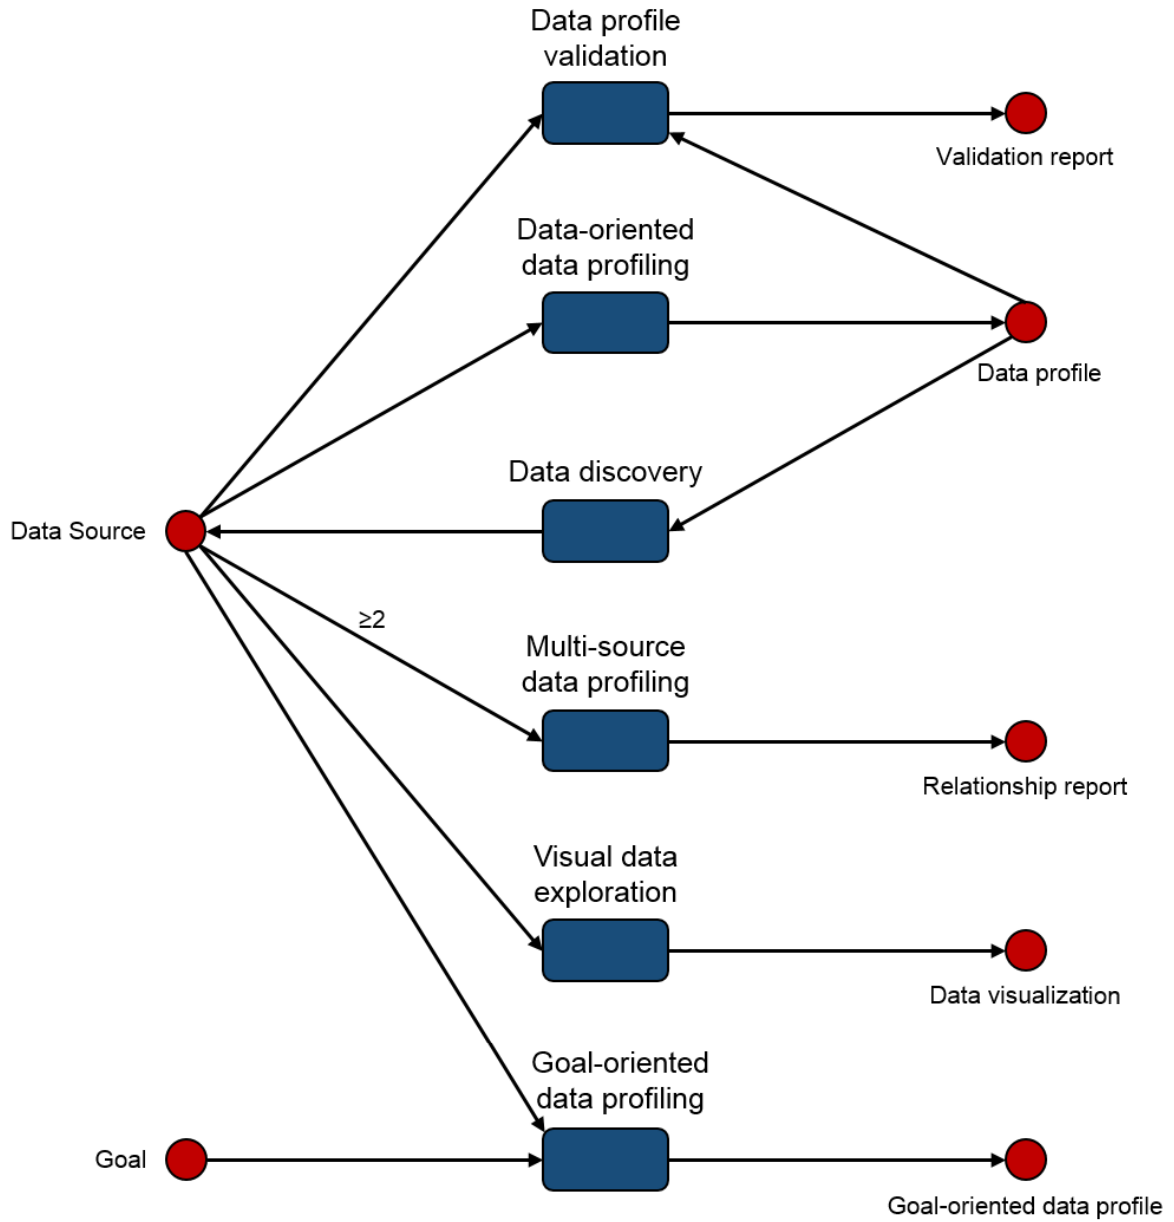 Data profile
validation
Validation report
Data-oriented
data profiling
Data profile
Data discovery
Data Source
≥2
Multi-source
data profiling
Relationship report
Visual data
exploration
Data visualization
Goal-oriented
data profiling
Goal
Goal-oriented data profile